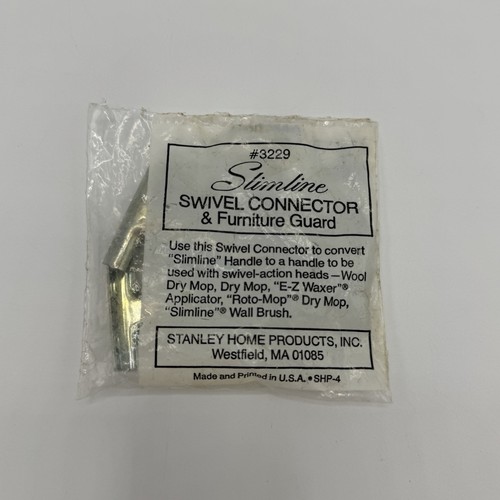 #3229
Slimline
SWIVEL CONNECTOR
& Furniture Guard
Use this Swivel Connector to convert
"Slimline" Handle to a handle to be
used with swivel-action heads—Wool
Dry Mop, Dry Mop, "E-Z Waxer"®
Applicator, "Roto-Mop"® Dry Mop,
"Slimline"® Wall Brush.
STANLEY HOME PRODUCTS, INC.
Westfield, MA 01085
Made and Printed in U.S.A. • SHP-4